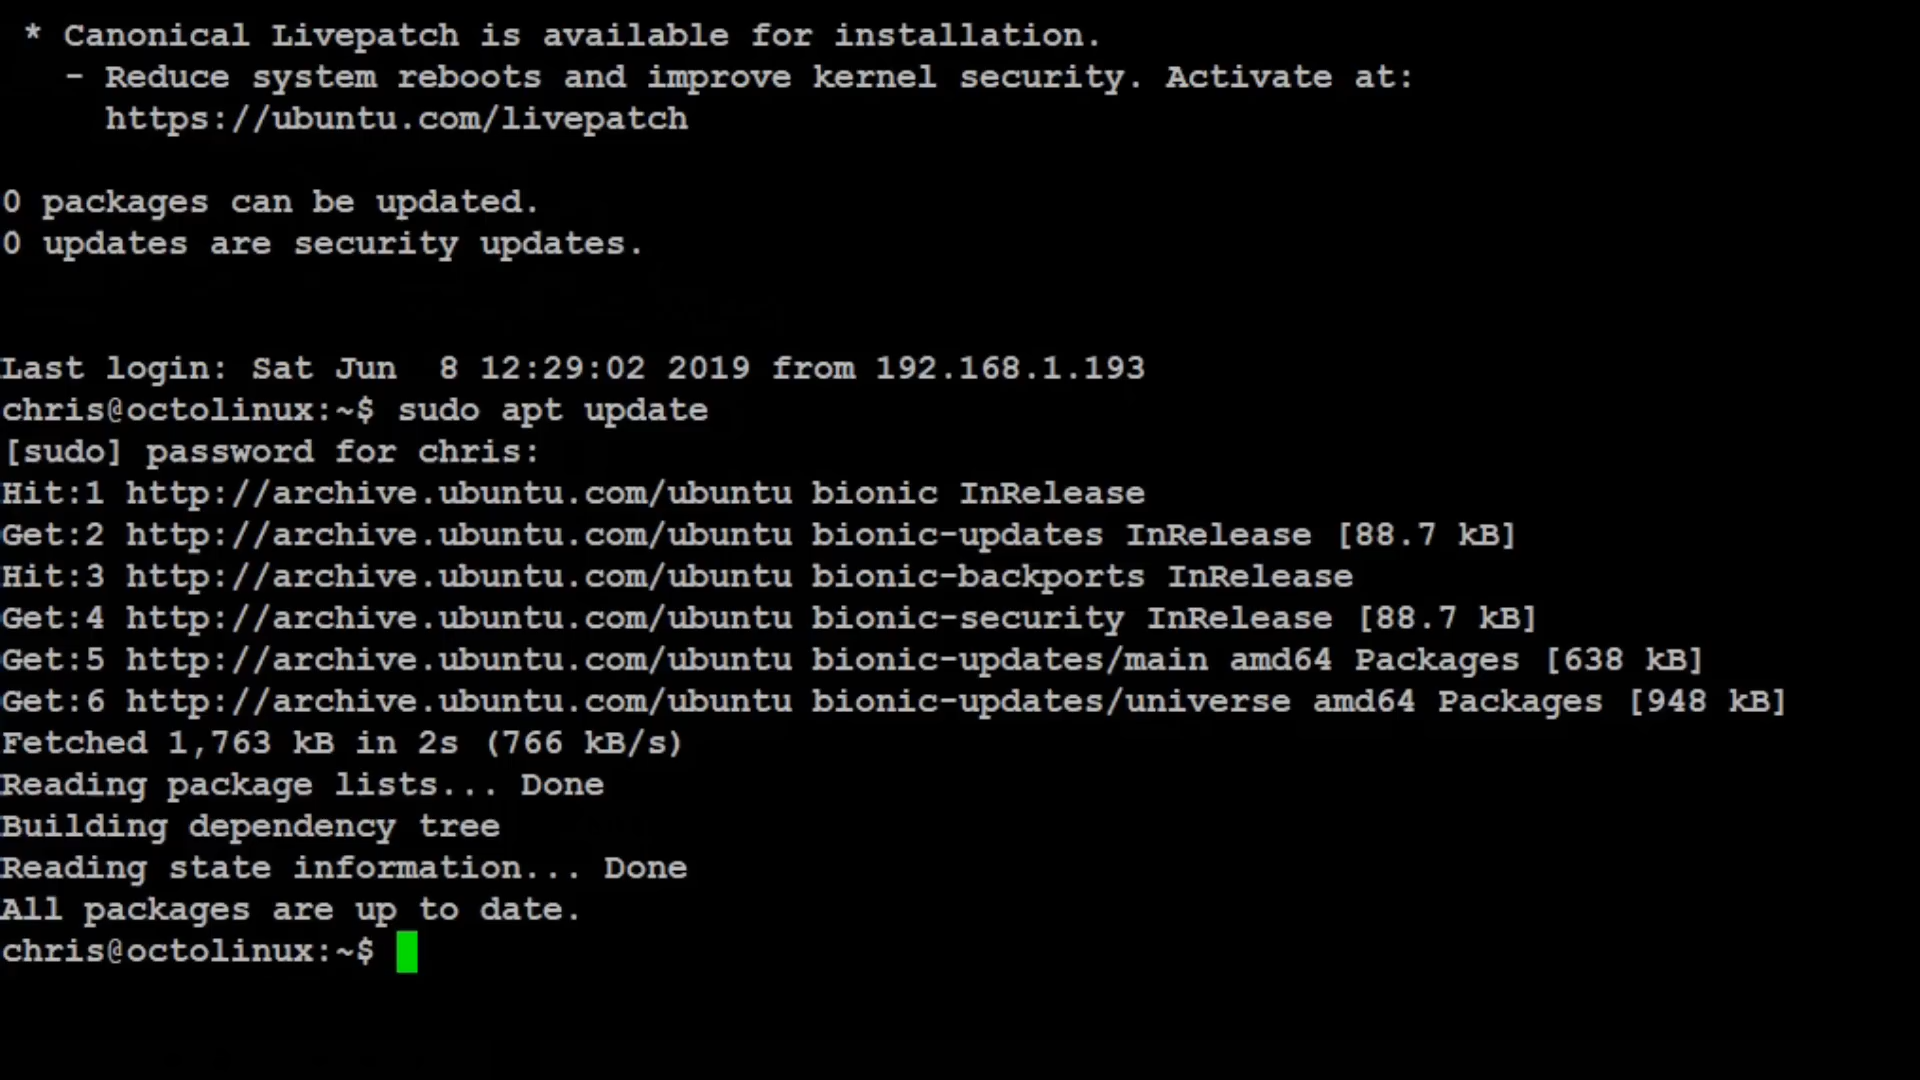 * Canonical Livepatch is available for installation.
- Reduce system reboots and improve kernel security. Activate at:
https://ubuntu.com/livepatch
0 packages can be updated.
0 updates are security updates.
Last login: Sat Jun  8 12:29:02 2019 from 192.168.1.193
chris@octolinux:~$ sudo apt update
[sudo] password for chris:
Hit:1 http://archive.ubuntu.com/ubuntu bionic InRelease
Get:2 http://archive.ubuntu.com/ubuntu bionic-updates InRelease [88.7 kB]
Hit:3 http://archive.ubuntu.com/ubuntu bionic-backports InRelease
Get:4 http://archive.ubuntu.com/ubuntu bionic-security InRelease [88.7 kB]
Get:5 http://archive.ubuntu.com/ubuntu bionic-updates/main amd64 Packages [638 kB]
Get:6 http://archive.ubuntu.com/ubuntu bionic-updates/universe amd64 Packages [948 kB]
Fetched 1,763 kB in 2s (766 kB/s)
Reading package lists... Done
Building dependency tree
Reading state information... Done
All packages are up to date.
chris@octolinux:~$